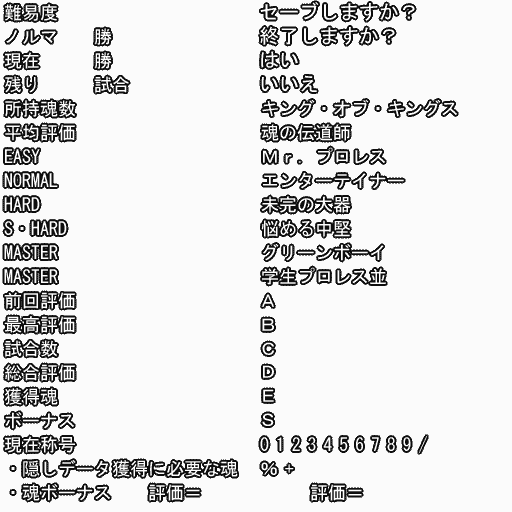 難易度
ノルマ　　勝
現在　　　勝
残り　　　試合
所持魂数
平均評価
EASY
NORMAL
HARD
S・HARD
MASTER
MASTER
前回評価
最高評価
試合数
総合評価
獲得魂
ボーナス
現在称号
・隠しデータ獲得に必要な魂
・魂ボーナス　　評価＝　　　　　　評価＝
セーブしますか？
終了しますか？
はい
いいえ
キング・オブ・キングス
魂の伝道師
Ｍｒ．プロレス
エンターテイナー
未完の大器
悩める中堅
グリーンボーイ
学生プロレス並
Ａ
Ｂ
Ｃ
Ｄ
Ｅ
Ｓ
０１２３４５６７８９／
％＋